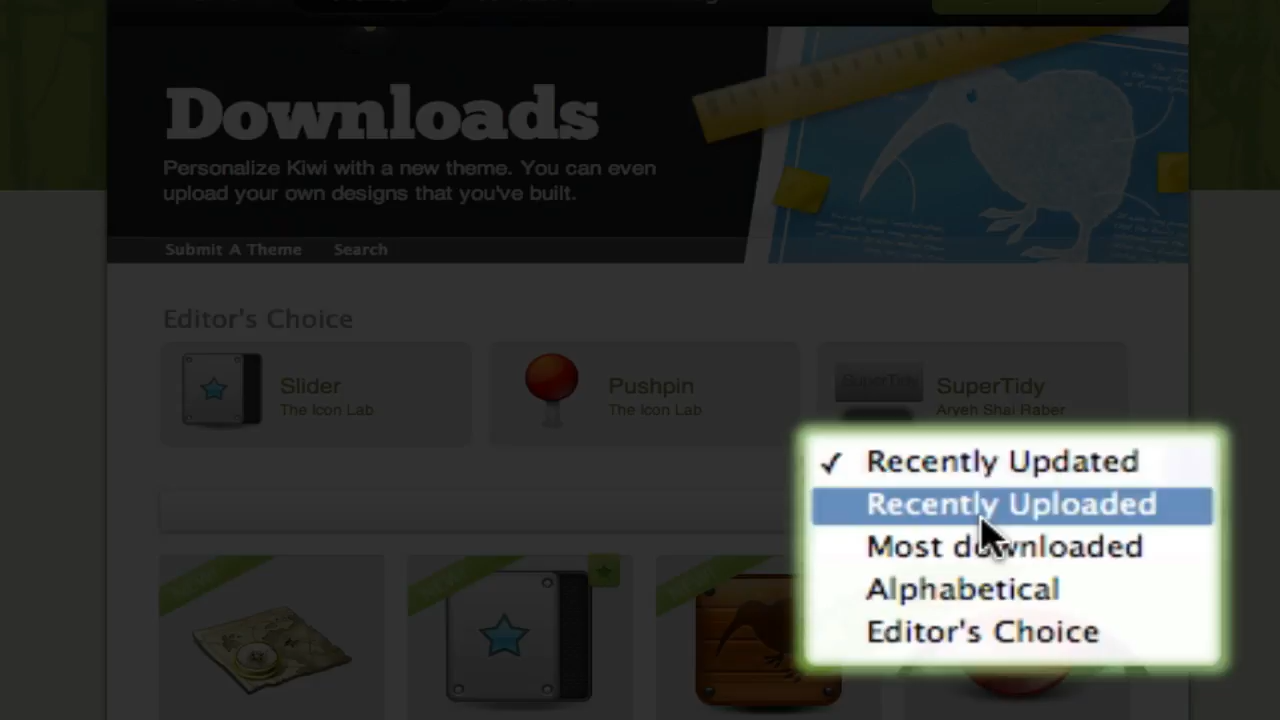 Downloads
Personalize Kiwi with a new theme. You can even
upload your own designs that you've built.
Submit A Theme Search
Editor's Choice
Slider
The Icon Lab
Pushpin
The Icon Lab
SuperTidy
SuperTidy
Aryeh Shai Raber
✓ Recently Updated
Recently Uploaded
Most downloaded
Alphabetical
Editor's Choice